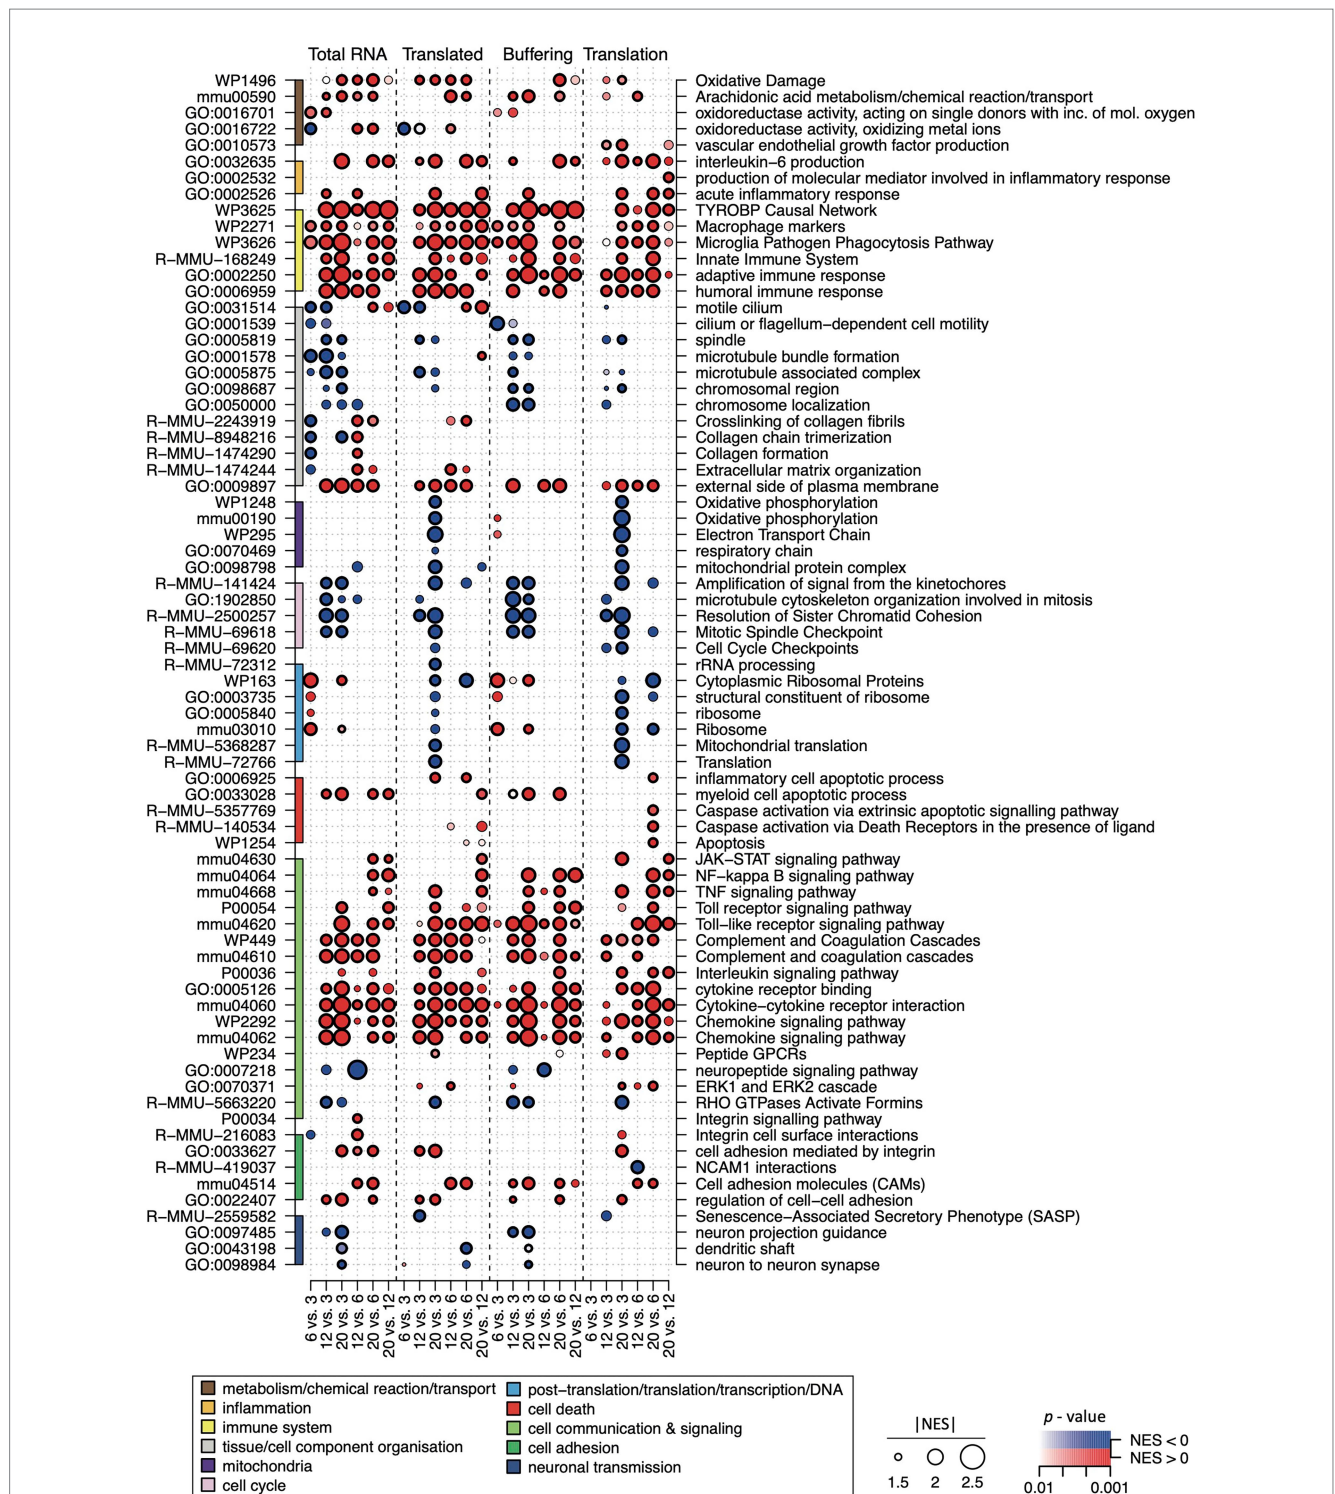 Total RNA Translated Buffering Translation
WP1496 Oxidative Damage
mmu00590 Arachidonic acid metabolism/chemical reaction/transport
GO:0016701 oxidoreductase activity, acting on single donors with inc. of mol. oxygen
GO:0016722 oxidoreductase activity, oxidizing metal ions
GO:0010573 vascular endothelial growth factor production
GO:0032635 interleukin−6 production
GO:0002532 production of molecular mediator involved in inflammatory response
GO:0002526 acute inflammatory response
WP3625 TYROBP Causal Network
WP2271 Macrophage markers
WP3626 Microglia Pathogen Phagocytosis Pathway
R−MMU−168249 Innate Immune System
GO:0002250 adaptive immune response
GO:0006959 humoral immune response
GO:0031514 motile cilium
GO:0001539 cilium or flagellum−dependent cell motility
GO:0005819 spindle
GO:0001578 microtubule bundle formation
GO:0005875 microtubule associated complex
GO:0098687 chromosomal region
GO:0050000 chromosome localization
R−MMU−2243919 Crosslinking of collagen fibrils
R−MMU−8948216 Collagen chain trimerization
R−MMU−1474290 Collagen formation
R−MMU−1474244 Extracellular matrix organization
GO:0009897 external side of plasma membrane
WP1248 Oxidative phosphorylation
mmu00190 Oxidative phosphorylation
WP295 Electron Transport Chain
GO:0070469 respiratory chain
GO:0098798 mitochondrial protein complex
R−MMU−141424 Amplification of signal from the kinetochores
GO:1902850 microtubule cytoskeleton organization involved in mitosis
R−MMU−2500257 Resolution of Sister Chromatid Cohesion
R−MMU−69618 Mitotic Spindle Checkpoint
R−MMU−69620 Cell Cycle Checkpoints
R−MMU−72312 rRNA processing
WP163 Cytoplasmic Ribosomal Proteins
GO:0003735 structural constituent of ribosome
GO:0005840 ribosome
mmu03010 Ribosome
R−MMU−5368287 Mitochondrial translation
R−MMU−72766 Translation
GO:0006925 inflammatory cell apoptotic process
GO:0033028 myeloid cell apoptotic process
R−MMU−5357769 Caspase activation via extrinsic apoptotic signalling pathway
R−MMU−140534 Caspase activation via Death Receptors in the presence of ligand
WP1254 Apoptosis
mmu04630 JAK−STAT signaling pathway
mmu04064 NF−kappa B signaling pathway
mmu04668 TNF signaling pathway
P00054 Toll receptor signaling pathway
mmu04620 Toll−like receptor signaling pathway
WP449 Complement and Coagulation Cascades
mmu04610 Complement and coagulation cascades
P00036 Interleukin signaling pathway
GO:0005126 cytokine receptor binding
mmu04060 Cytokine−cytokine receptor interaction
WP2292 Chemokine signaling pathway
mmu04062 Chemokine signaling pathway
WP234 Peptide GPCRs
GO:0007218 neuropeptide signaling pathway
GO:0070371 ERK1 and ERK2 cascade
R−MMU−5663220 RHO GTPases Activate Formins
P00034 Integrin signalling pathway
R−MMU−216083 Integrin cell surface interactions
GO:0033627 cell adhesion mediated by integrin
R−MMU−419037 NCAM1 interactions
mmu04514 Cell adhesion molecules (CAMs)
GO:0022407 regulation of cell−cell adhesion
R−MMU−2559582 Senescence−Associated Secretory Phenotype (SASP)
GO:0097485 neuron projection guidance
GO:0043198 dendritic shaft
GO:0098984 neuron to neuron synapse
6 vs. 3
12 vs. 3
20 vs. 3
12 vs. 6
20 vs. 6
20 vs. 12
6 vs. 3
12 vs. 3
20 vs. 3
12 vs. 6
20 vs. 6
20 vs. 12
6 vs. 3
12 vs. 3
20 vs. 3
12 vs. 6
20 vs. 6
20 vs. 12
6 vs. 3
12 vs. 3
20 vs. 3
12 vs. 6
20 vs. 6
20 vs. 12
metabolism/chemical reaction/transport
inflammation
immune system
tissue/cell component organisation
mitochondria
cell cycle
post−translation/translation/transcription/DNA
cell death
cell communication & signaling
cell adhesion
neuronal transmission
|NES|
1.5 2 2.5
p - value
NES < 0
NES > 0
0.01 0.001